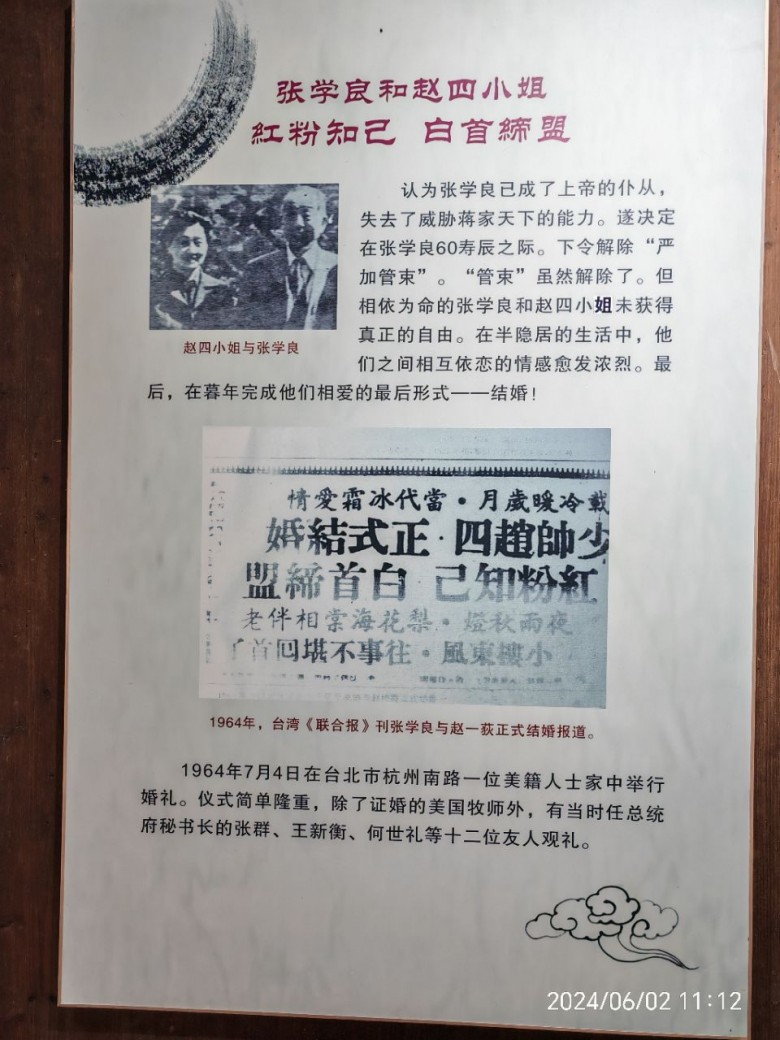 张学良和赵四小姐
紅粉知己 白首締盟
认为张学良已成了上帝的仆从，
失去了威胁蒋家天下的能力。遂决定
在张学良60寿辰之际。下令解除“严
加管束”。“管束”虽然解除了。但
相依为命的张学良和赵四小姐未获得
真正的自由。在半隐居的生活中，他
们之间相互依恋的情感愈发浓烈。最
后，在暮年完成他们相爱的最后形式——结婚！
赵四小姐与张学良
載冷暖歲月·當代冰霜愛情
少帥趙四·正式結婚
紅粉知己 白首締盟
夜雨秋燈·梨花海棠相伴老
小樓東風·往事不堪回首
1964年，台湾《联合报》刊张学良与赵一荻正式结婚报道。
1964年7月4日在台北市杭州南路一位美籍人士家中举行
婚礼。仪式简单隆重，除了证婚的美国牧师外，有当时任总统
府秘书长的张群、王新衡、何世礼等十二位友人观礼。
2024/06/02 11:12